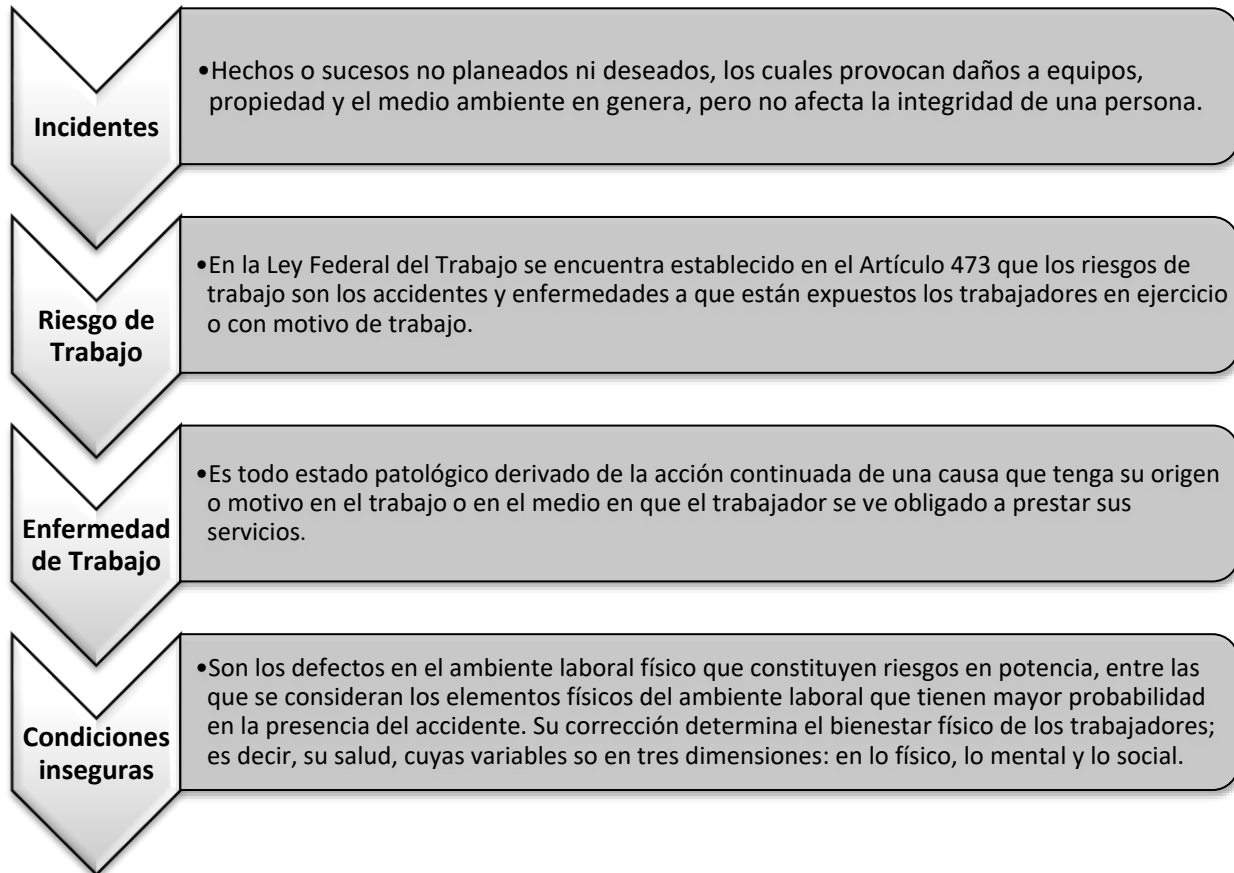 Incidentes
•Hechos o sucesos no planeados ni deseados, los cuales provocan daños a equipos,
propiedad y el medio ambiente en genera, pero no afecta la integridad de una persona.
Riesgo de
Trabajo
•En la Ley Federal del Trabajo se encuentra establecido en el Artículo 473 que los riesgos de
trabajo son los accidentes y enfermedades a que están expuestos los trabajadores en ejercicio
o con motivo de trabajo.
Enfermedad
de Trabajo
•Es todo estado patológico derivado de la acción continuada de una causa que tenga su origen
o motivo en el trabajo o en el medio en que el trabajador se ve obligado a prestar sus
servicios.
Condiciones
inseguras
•Son los defectos en el ambiente laboral físico que constituyen riesgos en potencia, entre las
que se consideran los elementos físicos del ambiente laboral que tienen mayor probabilidad
en la presencia del accidente. Su corrección determina el bienestar físico de los trabajadores;
es decir, su salud, cuyas variables so en tres dimensiones: en lo físico, lo mental y lo social.